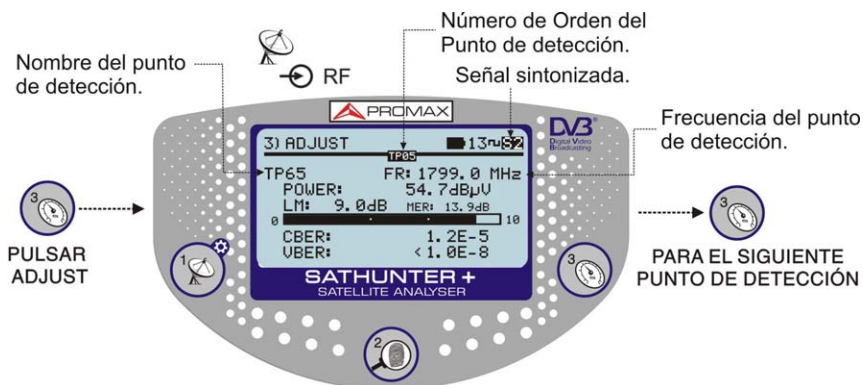 Número de Orden del
Punto de detección.
Nombre del punto
de detección.
RF
Señal sintonizada.
Frecuencia del punto
de detección.
PROMAX
DVB
Digital Video
Broadcasting
3) ADJUST 13 S2
TP05
TP65 FR: 1799.0 MHz
POWER: 54.7dBµV
LM: 9.0dB MER: 13.9dB
0 10
CBER: 1.2E-5
VBER: <1.0E-8
3
PULSAR
ADJUST
1
3
3
PARA EL SIGUIENTE
PUNTO DE DETECCIÓN
SATHUNTER +
SATELLITE ANALYSER
2